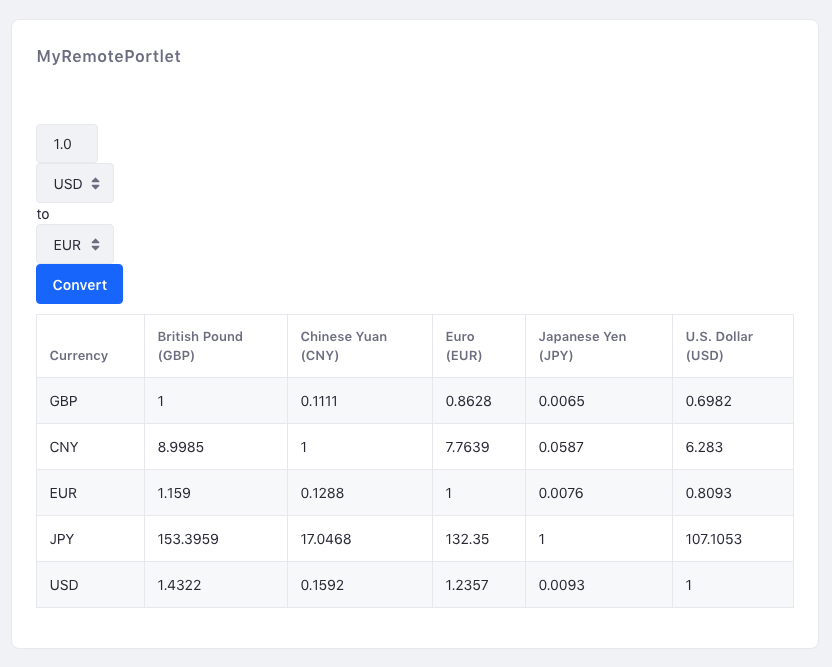 MyRemotePortlet
1.0
USD
to
EUR
Convert
Currency British Pound (GBP) Chinese Yuan (CNY) Euro (EUR) Japanese Yen (JPY) U.S. Dollar (USD)
GBP 1 0.1111 0.8628 0.0065 0.6982
CNY 8.9985 1 7.7639 0.0587 6.283
EUR 1.159 0.1288 1 0.0076 0.8093
JPY 153.3959 17.0468 132.35 1 107.1053
USD 1.4322 0.1592 1.2357 0.0093 1